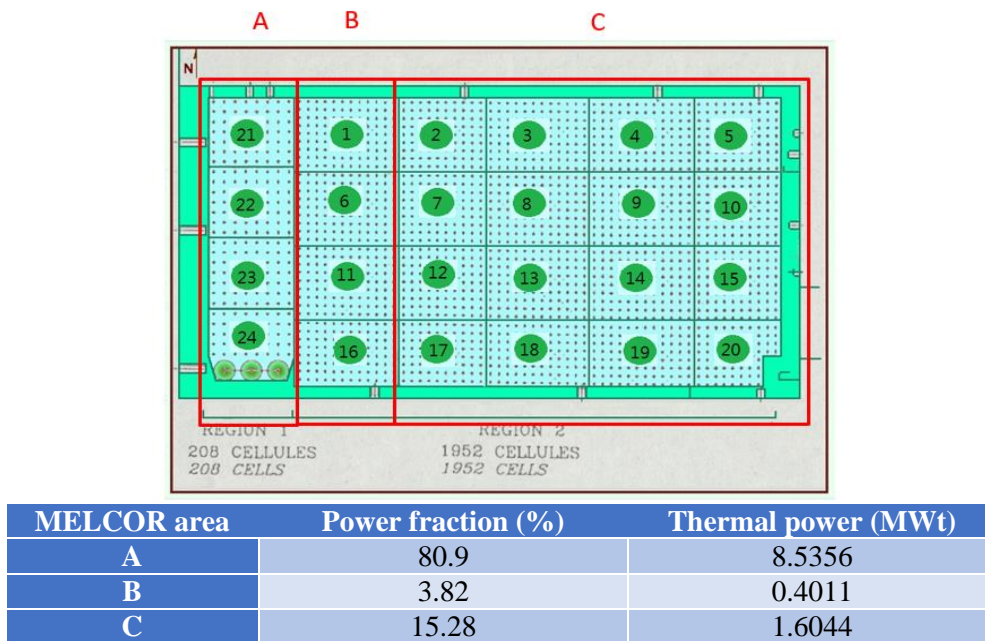 A B C
N
21 1 2 3 4 5
22 6 7 8 9 10
23 11 12 13 14 15
24 16 17 18 19 20
REGION 1 REGION 2
208 CELLULES 1952 CELLULES
208 CELLS 1952 CELLS
MELCOR area Power fraction (%) Thermal power (MWt)
A 80.9 8.5356
B 3.82 0.4011
C 15.28 1.6044